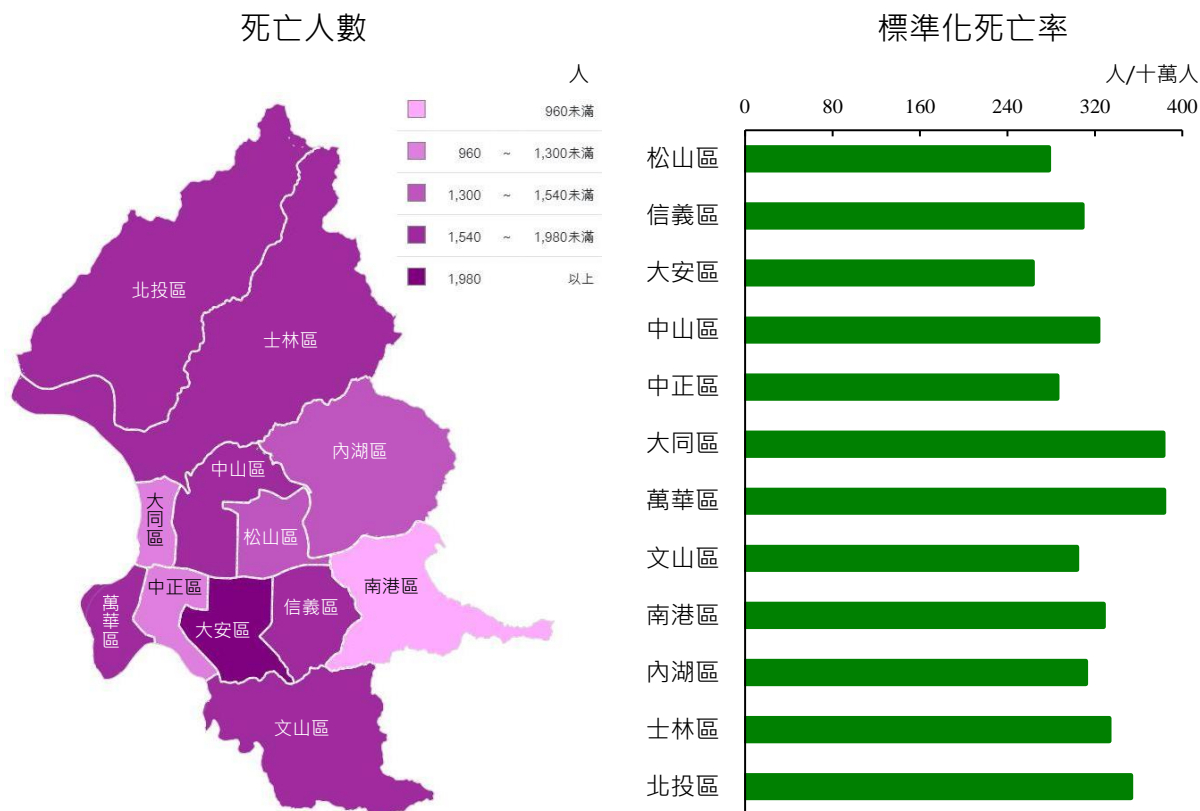 死亡人數
人
960未滿
960 ~ 1,300未滿
1,300 ~ 1,540未滿
1,540 ~ 1,980未滿
1,980 以上
北投區
士林區
內湖區
中山區
大同區
松山區
南港區
中正區
萬華區
信義區
大安區
文山區
標準化死亡率
人/十萬人
0 80 160 240 320 400
松山區
信義區
大安區
中山區
中正區
大同區
萬華區
文山區
南港區
內湖區
士林區
北投區